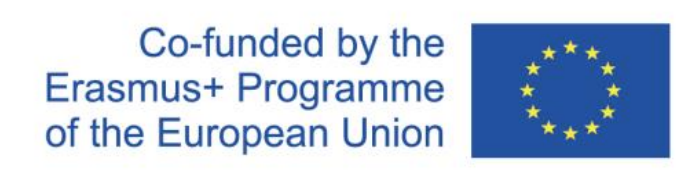 Co-funded by the
Erasmus+ Programme
of the European Union